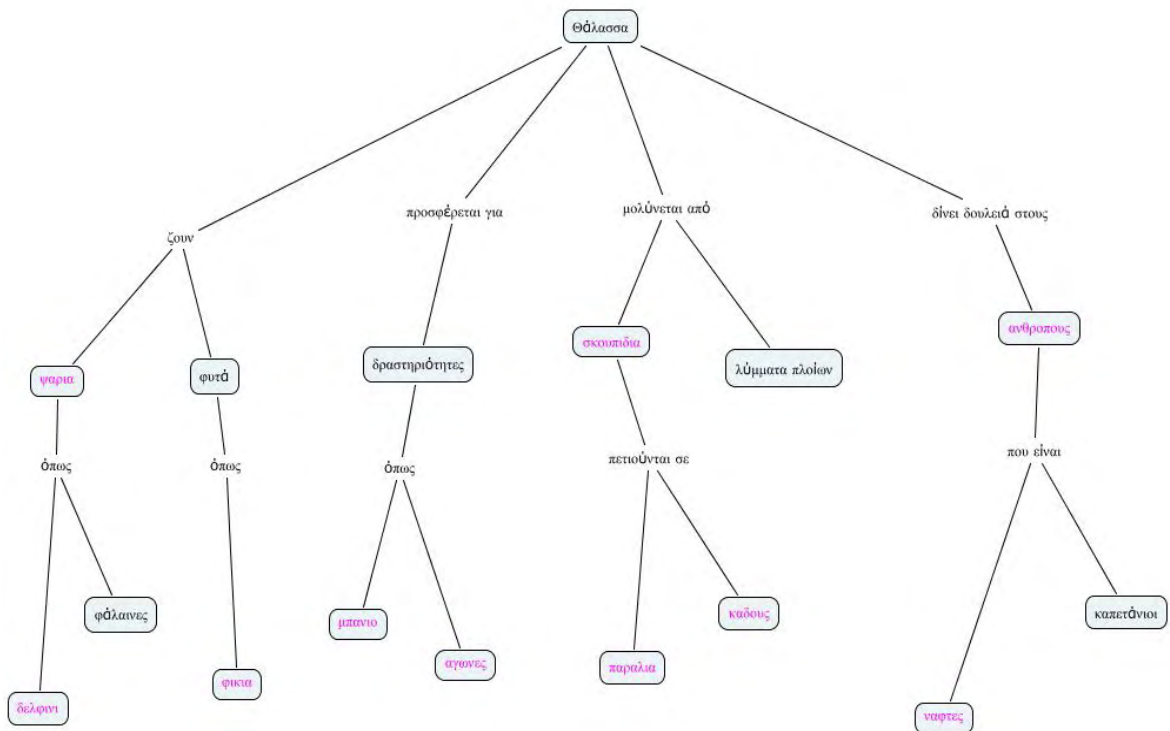 Θάλασσα
ζουν
προσφέρεται για
μολύνεται από
δίνει δουλειά στους
ψαρια
φυτά
δραστηριότητες
σκουπιδια
λύμματα πλοίων
ανθροπους
όπως
όπως
όπως
πετιούνται σε
που είναι
δελφινι
φάλαινες
φικια
μπανιο
αγωνες
παραλια
καδους
ναφτες
καπετάνιοι